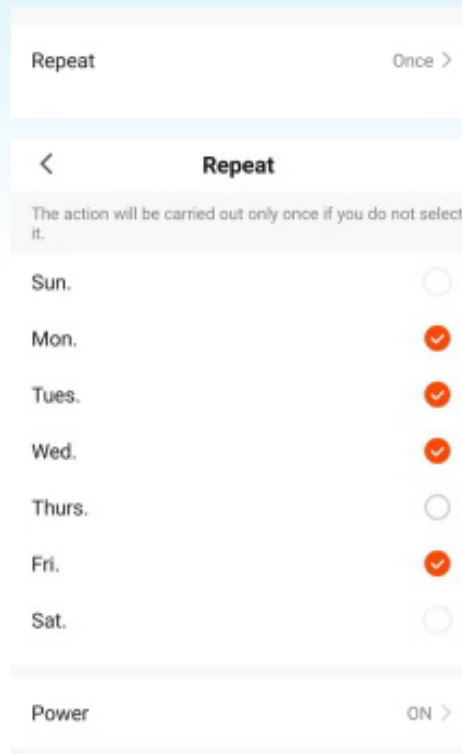 Repeat Once >
< Repeat
The action will be carried out only once if you do not select
it.
Sun.
Mon.
Tues.
Wed.
Thurs.
Fri.
Sat.
Power ON >